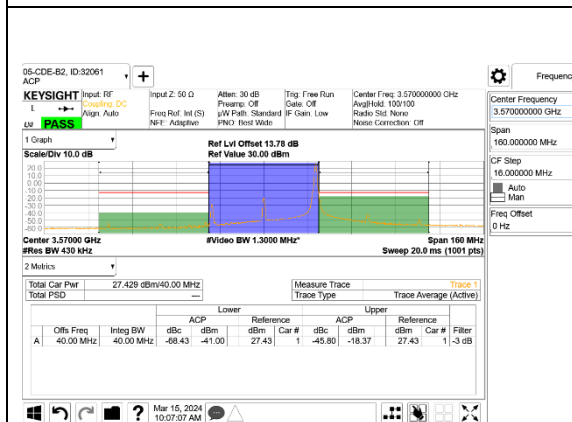 05-CDE-B2, ID:32061
ACP
Frequenc
KEYSIGHT Input: RF Input Z: 50 Ω Atten: 30 dB Trig: Free Run Center Freq: 3.570000000 GHz
L Coupling: DC Preamp: Off Gate: Off Avg|Hold: 100/100
Align: Auto Freq Ref: Int (S) µW Path: Standard IF Gain: Low Radio Std: None
PASS NFE: Adaptive PNO: Best Wide Noise Correction: Off
Center Frequency
3.570000000 GHz
Span
160.000000 MHz
CF Step
16.000000 MHz
Auto
Man
Freq Offset
0 Hz
1 Graph
Ref Lvl Offset 13.78 dB
Scale/Div 10.0 dB Ref Value 30.00 dBm
20.0
10.0
0.00
-10.0
-20.0
-30.0
-40.0
-50.0
-60.0
Center 3.57000 GHz #Video BW 1.3000 MHz* Span 160 MHz
#Res BW 430 kHz Sweep 20.0 ms (1001 pts)
2 Metrics
Total Car Pwr 27.429 dBm/40.00 MHz Measure Trace Trace 1
Total PSD --- Trace Type Trace Average (Active)
Lower Upper
ACP Reference ACP Reference
Offs Freq Integ BW dBc dBm dBm Car # dBc dBm dBm Car # Filter
A 40.00 MHz 40.00 MHz -68.43 -41.00 27.43 1 -45.80 -18.37 27.43 1 -3 dB
Mar 15, 2024
10:07:07 AM